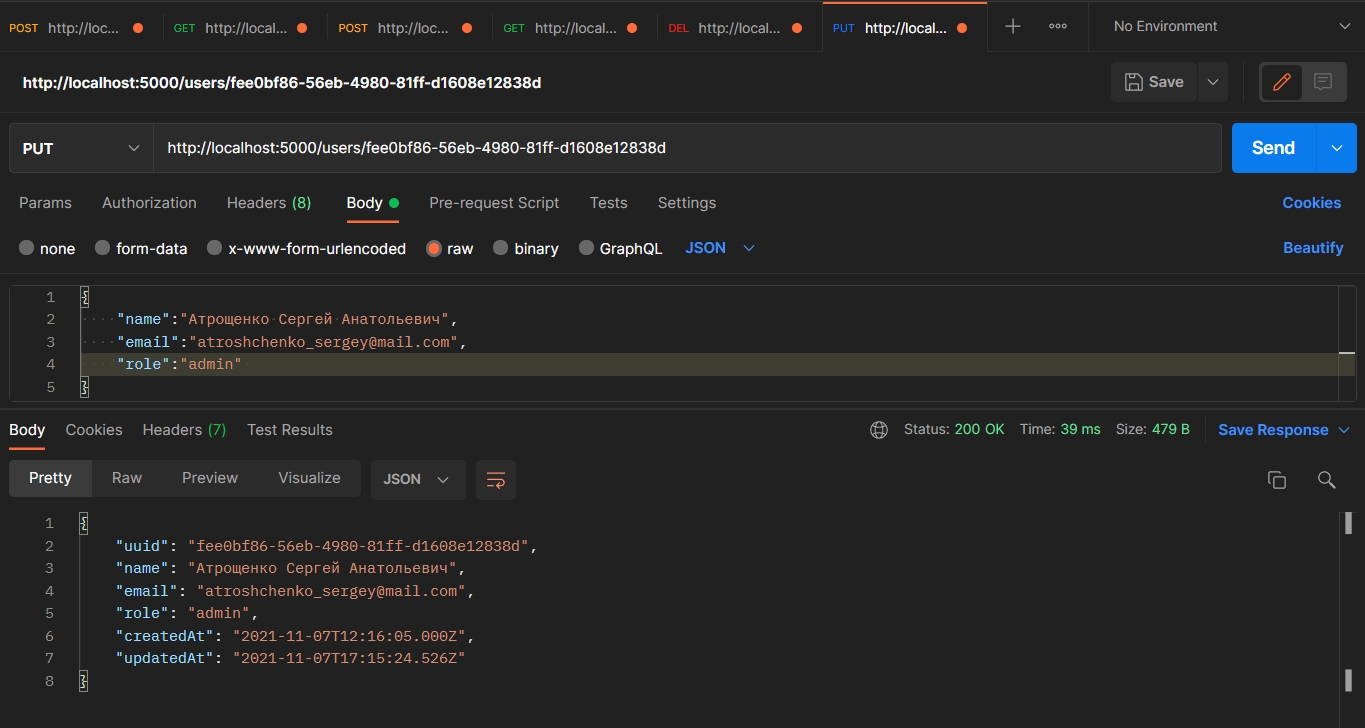 POST http://loc... GET http://local... POST http://loc... GET http://local... DEL http://local... PUT http://local... No Environment
http://localhost:5000/users/fee0bf86-56eb-4980-81ff-d1608e12838d Save
PUT http://localhost:5000/users/fee0bf86-56eb-4980-81ff-d1608e12838d Send
Params Authorization Headers (8) Body Pre-request Script Tests Settings Cookies
none form-data x-www-form-urlencoded raw binary GraphQL JSON Beautify
1 {
2 "name":"Атрощенко Сергей Анатольевич",
3 "email":"atroshchenko_sergey@mail.com",
4 "role":"admin"
5 }
Body Cookies Headers (7) Test Results Status: 200 OK Time: 39 ms Size: 479 B Save Response
Pretty Raw Preview Visualize JSON
1 {
2 "uuid": "fee0bf86-56eb-4980-81ff-d1608e12838d",
3 "name": "Атрощенко Сергей Анатольевич",
4 "email": "atroshchenko_sergey@mail.com",
5 "role": "admin",
6 "createdAt": "2021-11-07T12:16:05.000Z",
7 "updatedAt": "2021-11-07T17:15:24.526Z"
8 }